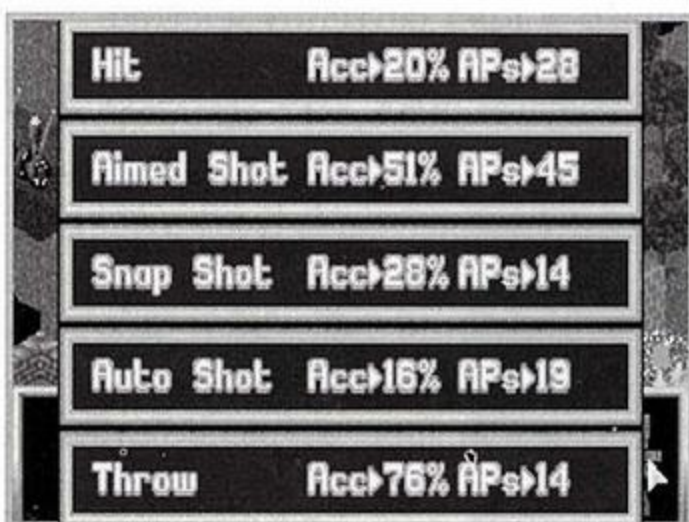 Hit Acc▶20% APs▶28
Aimed Shot Acc▶51% APs▶45
Snap Shot Acc▶28% APs▶14
Auto Shot Acc▶16% APs▶19
Throw Acc▶76% APs▶14